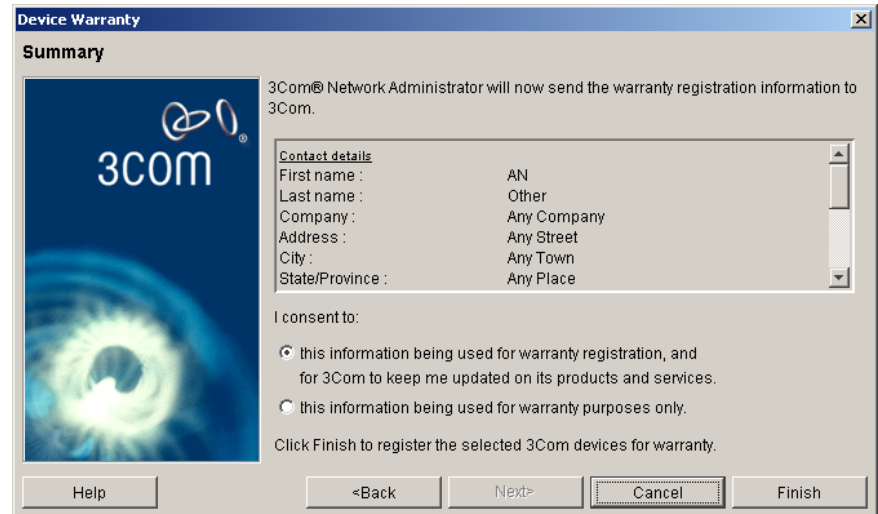 Device Warranty
Summary
3Com® Network Administrator will now send the warranty registration information to
3Com.
3COM
Contact details
First name : AN
Last name : Other
Company : Any Company
Address : Any Street
City : Any Town
State/Province : Any Place
I consent to:
this information being used for warranty registration, and
for 3Com to keep me updated on its products and services.
this information being used for warranty purposes only.
Click Finish to register the selected 3Com devices for warranty.
Help <Back Next> Cancel Finish